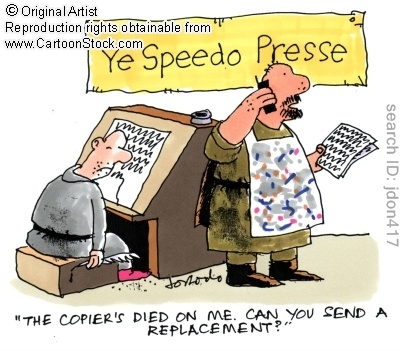 © Original Artist
Reproduction rights obtainable from
www.CartoonStock.com
Ye Speedo Presse
search ID: jdon417
"THE COPIER'S DIED ON ME. CAN YOU SEND A
REPLACEMENT?"